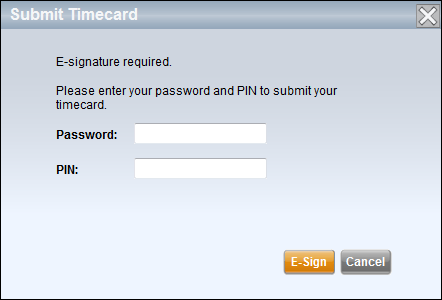 Submit Timecard
E-signature required.
Please enter your password and PIN to submit your
timecard.
Password:
PIN:
E-Sign Cancel